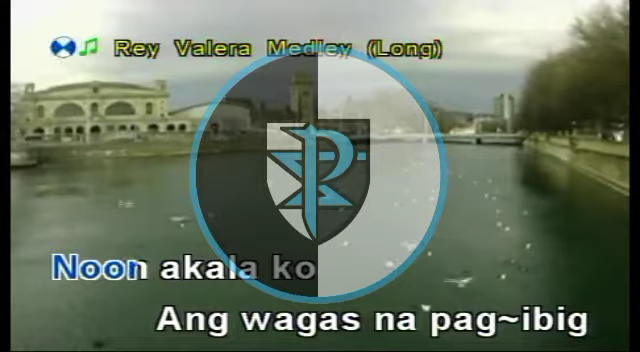 Rey Valera Medley (Long)
Noon akala ko
Ang wagas na pag~ibig